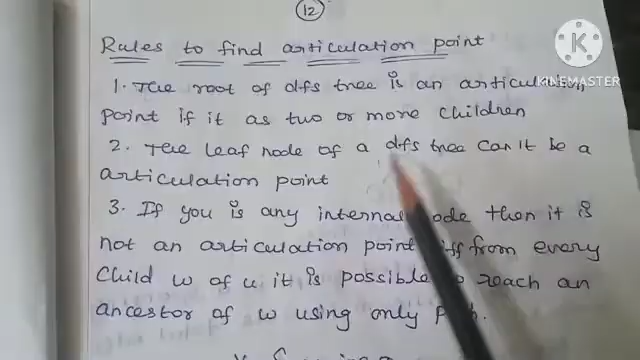 12
Rules to find articulation point
KINEMASTER
1. The root of dfs tree is an articulation
point if it as two or more children
2. The leaf node of a dfs tree can't be a
articulation point
3. If you is any internal node then it is
not an articulation point iff from every
child w of u it is possible to reach an
ancestor of w using only